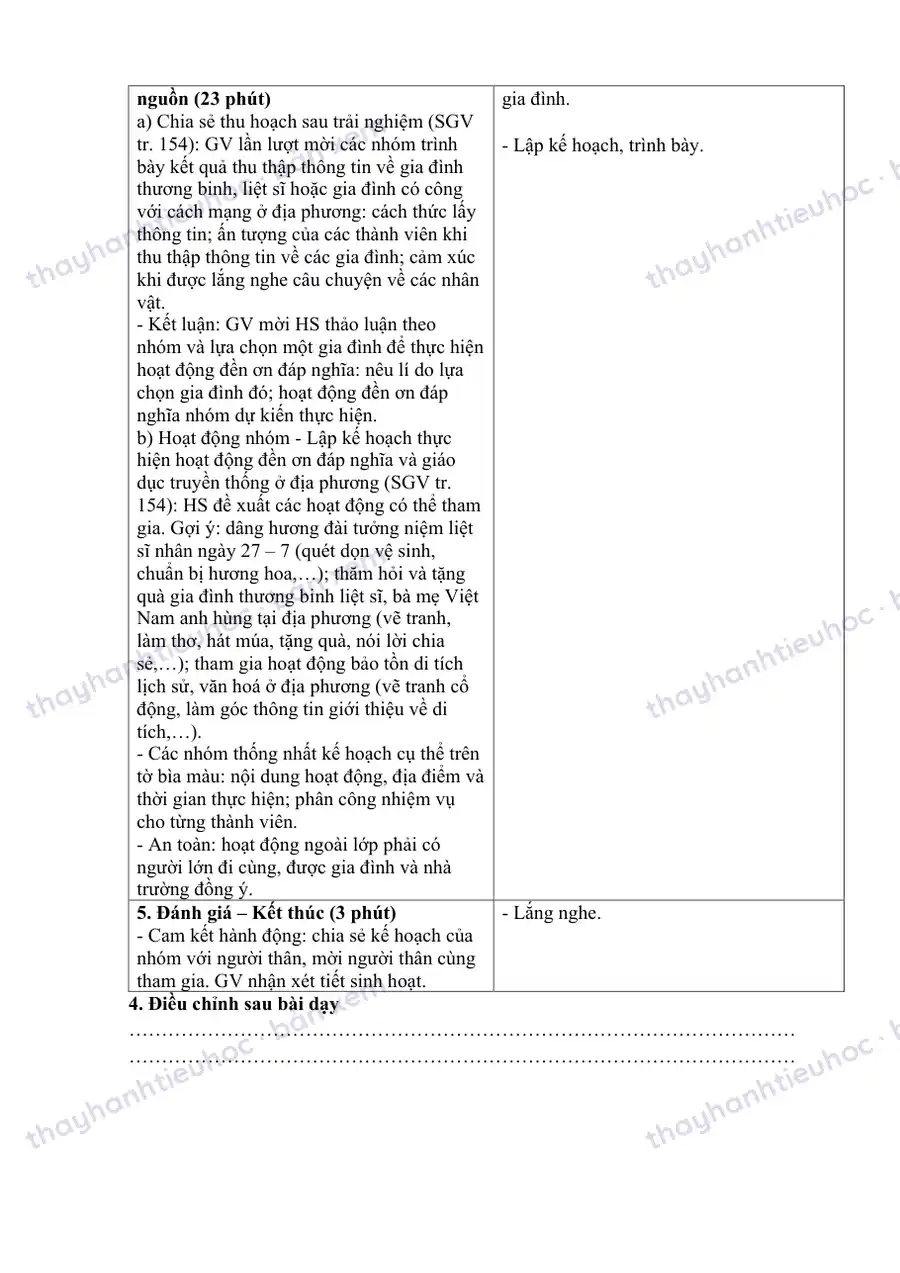 nguồn (23 phút)
a) Chia sẻ thu hoạch sau trải nghiệm (SGV
tr. 154): GV lần lượt mời các nhóm trình
bày kết quả thu thập thông tin về gia đình
thương binh, liệt sĩ hoặc gia đình có công
với cách mạng ở địa phương: cách thức lấy
thông tin; ấn tượng của các thành viên khi
thu thập thông tin về các gia đình; cảm xúc
khi được lắng nghe câu chuyện về các nhân
vật.
- Kết luận: GV mời HS thảo luận theo
nhóm và lựa chọn một gia đình để thực hiện
hoạt động đền ơn đáp nghĩa: nêu lí do lựa
chọn gia đình đó; hoạt động đền ơn đáp
nghĩa nhóm dự kiến thực hiện.
b) Hoạt động nhóm - Lập kế hoạch thực
hiện hoạt động đền ơn đáp nghĩa và giáo
dục truyền thống ở địa phương (SGV tr.
154): HS đề xuất các hoạt động có thể tham
gia. Gợi ý: dâng hương đài tưởng niệm liệt
sĩ nhân ngày 27 – 7 (quét dọn vệ sinh,
chuẩn bị hương hoa,…); thăm hỏi và tặng
quà gia đình thương binh liệt sĩ, bà mẹ Việt
Nam anh hùng tại địa phương (vẽ tranh,
làm thơ, hát múa, tặng quà, nói lời chia
sẻ,…); tham gia hoạt động bảo tồn di tích
lịch sử, văn hoá ở địa phương (vẽ tranh cổ
động, làm góc thông tin giới thiệu về di
tích,…).
- Các nhóm thống nhất kế hoạch cụ thể trên
tờ bìa màu: nội dung hoạt động, địa điểm và
thời gian thực hiện; phân công nhiệm vụ
cho từng thành viên.
- An toàn: hoạt động ngoài lớp phải có
người lớn đi cùng, được gia đình và nhà
trường đồng ý.
gia đình.
- Lập kế hoạch, trình bày.
5. Đánh giá – Kết thúc (3 phút)
- Cam kết hành động: chia sẻ kế hoạch của
nhóm với người thân, mời người thân cùng
tham gia. GV nhận xét tiết sinh hoạt.
- Lắng nghe.
4. Điều chỉnh sau bài dạy
…………………………………………………………………………………………
…………………………………………………………………………………………
thayhanhtieuhoc · bản xem
thayhanhtieuhoc · b
thayhanhtieuhoc · bản xem
thayhanhtieuhoc · b
thayhanhtieuhoc · bản xem
thayhanhtieuhoc · b